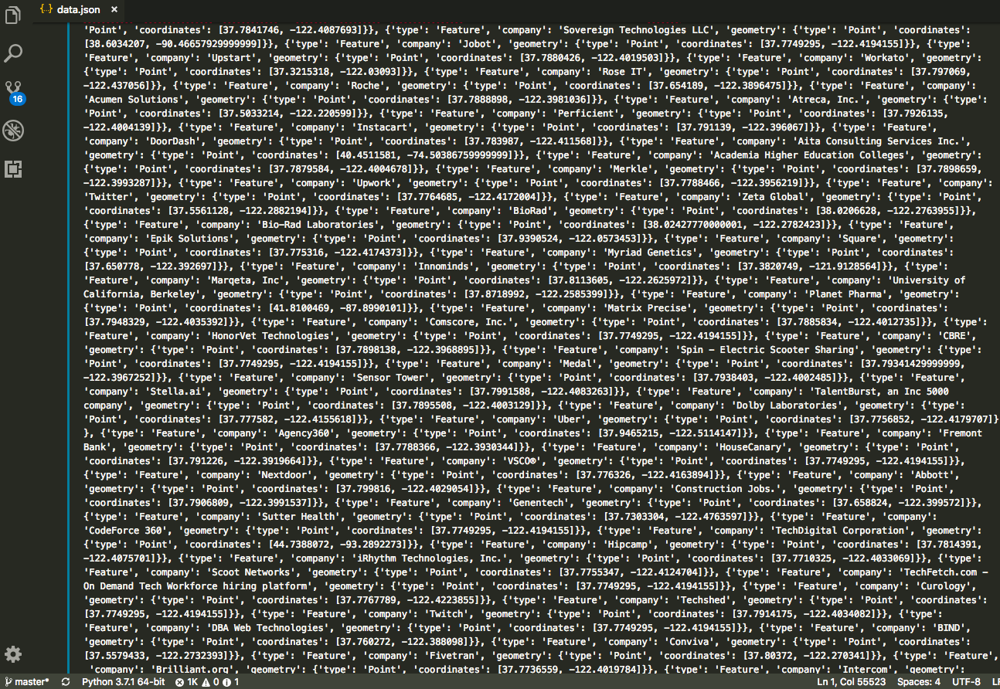 {..} data.json ×
'Point', 'coordinates': [37.7841746, -122.4087693]}}, {'type': 'Feature', 'company': 'Sovereign Technologies LLC', 'geometry': {'type': 'Point', 'coordinates':
[38.6034207, -90.46657929999999]}}, {'type': 'Feature', 'company': 'Jobot', 'geometry': {'type': 'Point', 'coordinates': [37.7749295, -122.4194155]}}, {'type':
'Feature', 'company': 'Upstart', 'geometry': {'type': 'Point', 'coordinates': [37.7880426, -122.4019503]}}, {'type': 'Feature', 'company': 'Workato', 'geometry':
{'type': 'Point', 'coordinates': [37.3215318, -122.03093]}}, {'type': 'Feature', 'company': 'Rose IT', 'geometry': {'type': 'Point', 'coordinates': [37.797069,
-122.437056]}}, {'type': 'Feature', 'company': 'Roche', 'geometry': {'type': 'Point', 'coordinates': [37.654189, -122.3896475]}}, {'type': 'Feature', 'company':
'Acumen Solutions', 'geometry': {'type': 'Point', 'coordinates': [37.7888898, -122.3981036]}}, {'type': 'Feature', 'company': 'Atreca, Inc.', 'geometry': {'type':
'Point', 'coordinates': [37.5033214, -122.220599]}}, {'type': 'Feature', 'company': 'Perficient', 'geometry': {'type': 'Point', 'coordinates': [37.7926135,
-122.4004139]}}, {'type': 'Feature', 'company': 'Instacart', 'geometry': {'type': 'Point', 'coordinates': [37.791139, -122.396067]}}, {'type': 'Feature',
'company': 'DoorDash', 'geometry': {'type': 'Point', 'coordinates': [37.783987, -122.411568]}}, {'type': 'Feature', 'company': 'Aita Consulting Services Inc.',
'geometry': {'type': 'Point', 'coordinates': [40.4511581, -74.50386759999999]}}, {'type': 'Feature', 'company': 'Academia Higher Education Colleges', 'geometry':
{'type': 'Point', 'coordinates': [37.7879584, -122.4004678]}}, {'type': 'Feature', 'company': 'Merkle', 'geometry': {'type': 'Point', 'coordinates': [37.7898659,
-122.3993287]}}, {'type': 'Feature', 'company': 'Upwork', 'geometry': {'type': 'Point', 'coordinates': [37.7788466, -122.3956219]}}, {'type': 'Feature', 'company':
'Twitter', 'geometry': {'type': 'Point', 'coordinates': [37.7764685, -122.4172004]}}, {'type': 'Feature', 'company': 'Zeta Global', 'geometry': {'type': 'Point',
'coordinates': [37.5561128, -122.2882194]}}, {'type': 'Feature', 'company': 'BioRad', 'geometry': {'type': 'Point', 'coordinates': [38.0206628, -122.2763955]}},
{'type': 'Feature', 'company': 'Bio-Rad Laboratories', 'geometry': {'type': 'Point', 'coordinates': [38.02427770000001, -122.2782423]}}, {'type': 'Feature',
'company': 'Epik Solutions', 'geometry': {'type': 'Point', 'coordinates': [37.9390524, -122.0573453]}}, {'type': 'Feature', 'company': 'Square', 'geometry':
{'type': 'Point', 'coordinates': [37.775316, -122.4174373]}}, {'type': 'Feature', 'company': 'Myriad Genetics', 'geometry': {'type': 'Point', 'coordinates':
[37.650778, -122.392697]}}, {'type': 'Feature', 'company': 'Innominds', 'geometry': {'type': 'Point', 'coordinates': [37.3820749, -121.9128564]}}, {'type':
'Feature', 'company': 'Marqeta, Inc', 'geometry': {'type': 'Point', 'coordinates': [37.8113605, -122.2625972]}}, {'type': 'Feature', 'company': 'University of
California, Berkeley', 'geometry': {'type': 'Point', 'coordinates': [37.8718992, -122.2585399]}}, {'type': 'Feature', 'company': 'Planet Pharma', 'geometry':
{'type': 'Point', 'coordinates': [41.8100469, -87.8990101]}}, {'type': 'Feature', 'company': 'Matrix Precise', 'geometry': {'type': 'Point', 'coordinates':
[37.7948329, -122.4035392]}}, {'type': 'Feature', 'company': 'Comscore, Inc.', 'geometry': {'type': 'Point', 'coordinates': [37.7885834, -122.4012735]}}, {'type':
'Feature', 'company': 'HonorVet Technologies', 'geometry': {'type': 'Point', 'coordinates': [37.7749295, -122.4194155]}}, {'type': 'Feature', 'company': 'CBRE',
'geometry': {'type': 'Point', 'coordinates': [37.7898138, -122.3968895]}}, {'type': 'Feature', 'company': 'Spin - Electric Scooter Sharing', 'geometry': {'type':
'Point', 'coordinates': [37.7749295, -122.4194155]}}, {'type': 'Feature', 'company': 'Medal', 'geometry': {'type': 'Point', 'coordinates': [37.79341429999999,
-122.3967252]}}, {'type': 'Feature', 'company': 'Sensor Tower', 'geometry': {'type': 'Point', 'coordinates': [37.7938403, -122.4002485]}}, {'type': 'Feature',
'company': 'Stella.ai', 'geometry': {'type': 'Point', 'coordinates': [37.7991588, -122.4083263]}}, {'type': 'Feature', 'company': 'TalentBurst, an Inc 5000
company', 'geometry': {'type': 'Point', 'coordinates': [37.7895508, -122.4003129]}}, {'type': 'Feature', 'company': 'Dolby Laboratories', 'geometry': {'type':
'Point', 'coordinates': [37.777582, -122.4155618]}}, {'type': 'Feature', 'company': 'Uber', 'geometry': {'type': 'Point', 'coordinates': [37.7756852, -122.4179707]}
}, {'type': 'Feature', 'company': 'Agency360', 'geometry': {'type': 'Point', 'coordinates': [37.9465215, -122.5114147]}}, {'type': 'Feature', 'company': 'Fremont
Bank', 'geometry': {'type': 'Point', 'coordinates': [37.7788366, -122.3930344]}}, {'type': 'Feature', 'company': 'HouseCanary', 'geometry': {'type': 'Point',
'coordinates': [37.791226, -122.3919664]}}, {'type': 'Feature', 'company': 'VSCO®', 'geometry': {'type': 'Point', 'coordinates': [37.7749295, -122.4194155]}},
{'type': 'Feature', 'company': 'Nextdoor', 'geometry': {'type': 'Point', 'coordinates': [37.776326, -122.4163894]}}, {'type': 'Feature', 'company': 'Abbott',
'geometry': {'type': 'Point', 'coordinates': [37.799816, -122.4029054]}}, {'type': 'Feature', 'company': 'Construction Jobs.', 'geometry': {'type': 'Point',
'coordinates': [37.7906809, -122.3991537]}}, {'type': 'Feature', 'company': 'Genentech', 'geometry': {'type': 'Point', 'coordinates': [37.658824, -122.399572]}},
{'type': 'Feature', 'company': 'Sutter Health', 'geometry': {'type': 'Point', 'coordinates': [37.7303304, -122.4763597]}}, {'type': 'Feature', 'company':
'CodeForce 360', 'geometry': {'type': 'Point', 'coordinates': [37.7749295, -122.4194155]}}, {'type': 'Feature', 'company': 'TechDigital Corporation', 'geometry':
{'type': 'Point', 'coordinates': [44.7388072, -93.2892273]}}, {'type': 'Feature', 'company': 'Hipcamp', 'geometry': {'type': 'Point', 'coordinates': [37.7814391,
-122.4075701]}}, {'type': 'Feature', 'company': 'iRhythm Technologies, Inc.', 'geometry': {'type': 'Point', 'coordinates': [37.7710325, -122.4033069]}}, {'type':
'Feature', 'company': 'Scoot Networks', 'geometry': {'type': 'Point', 'coordinates': [37.7755347, -122.4124704]}}, {'type': 'Feature', 'company': 'TechFetch.com -
On Demand Tech Workforce hiring platform', 'geometry': {'type': 'Point', 'coordinates': [37.7749295, -122.4194155]}}, {'type': 'Feature', 'company': 'Curology',
'geometry': {'type': 'Point', 'coordinates': [37.7767789, -122.4223855]}}, {'type': 'Feature', 'company': 'Techshed', 'geometry': {'type': 'Point', 'coordinates':
[37.7749295, -122.4194155]}}, {'type': 'Feature', 'company': 'Twitch', 'geometry': {'type': 'Point', 'coordinates': [37.7914175, -122.4034082]}}, {'type':
'Feature', 'company': 'DBA Web Technologies', 'geometry': {'type': 'Point', 'coordinates': [37.7749295, -122.4194155]}}, {'type': 'Feature', 'company': 'BIND',
'geometry': {'type': 'Point', 'coordinates': [37.760272, -122.388098]}}, {'type': 'Feature', 'company': 'Conviva', 'geometry': {'type': 'Point', 'coordinates':
[37.5579433, -122.2732393]}}, {'type': 'Feature', 'company': 'Fivetran', 'geometry': {'type': 'Point', 'coordinates': [37.80372, -122.270341]}}, {'type': 'Feature',
'company': 'Brilliant.org', 'geometry': {'type': 'Point', 'coordinates': [37.7736559, -122.4019784]}}, {'type': 'Feature', 'company': 'Intercom', 'geometry':
16
master* Python 3.7.1 64-bit 1K 0 1 Ln 1, Col 55523 Spaces: 4 UTF-8